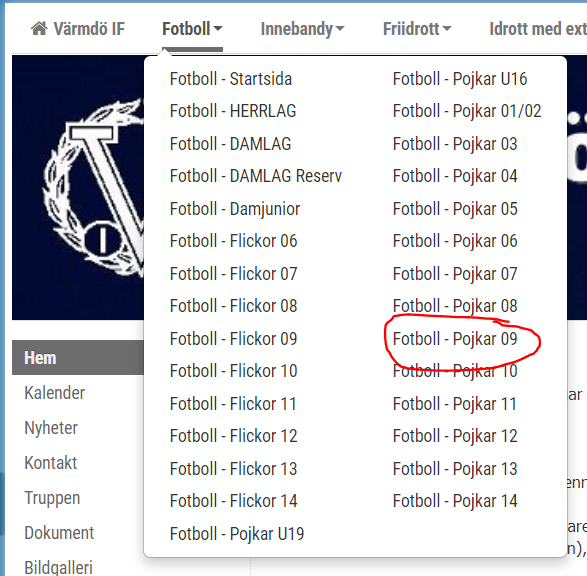 Värmdö IF Fotboll Innebandy Friidrott Idrott med ext
Fotboll - Startsida
Fotboll - HERRLAG
Fotboll - DAMLAG
Fotboll - DAMLAG Reserv
Fotboll - Damjunior
Fotboll - Flickor 06
Fotboll - Flickor 07
Fotboll - Flickor 08
Fotboll - Flickor 09
Fotboll - Flickor 10
Fotboll - Flickor 11
Fotboll - Flickor 12
Fotboll - Flickor 13
Fotboll - Flickor 14
Fotboll - Pojkar U19
Fotboll - Pojkar U16
Fotboll - Pojkar 01/02
Fotboll - Pojkar 03
Fotboll - Pojkar 04
Fotboll - Pojkar 05
Fotboll - Pojkar 06
Fotboll - Pojkar 07
Fotboll - Pojkar 08
Fotboll - Pojkar 09
Fotboll - Pojkar 10
Fotboll - Pojkar 11
Fotboll - Pojkar 12
Fotboll - Pojkar 13
Fotboll - Pojkar 14
Hem
Kalender
Nyheter
Kontakt
Truppen
Dokument
Bildgalleri